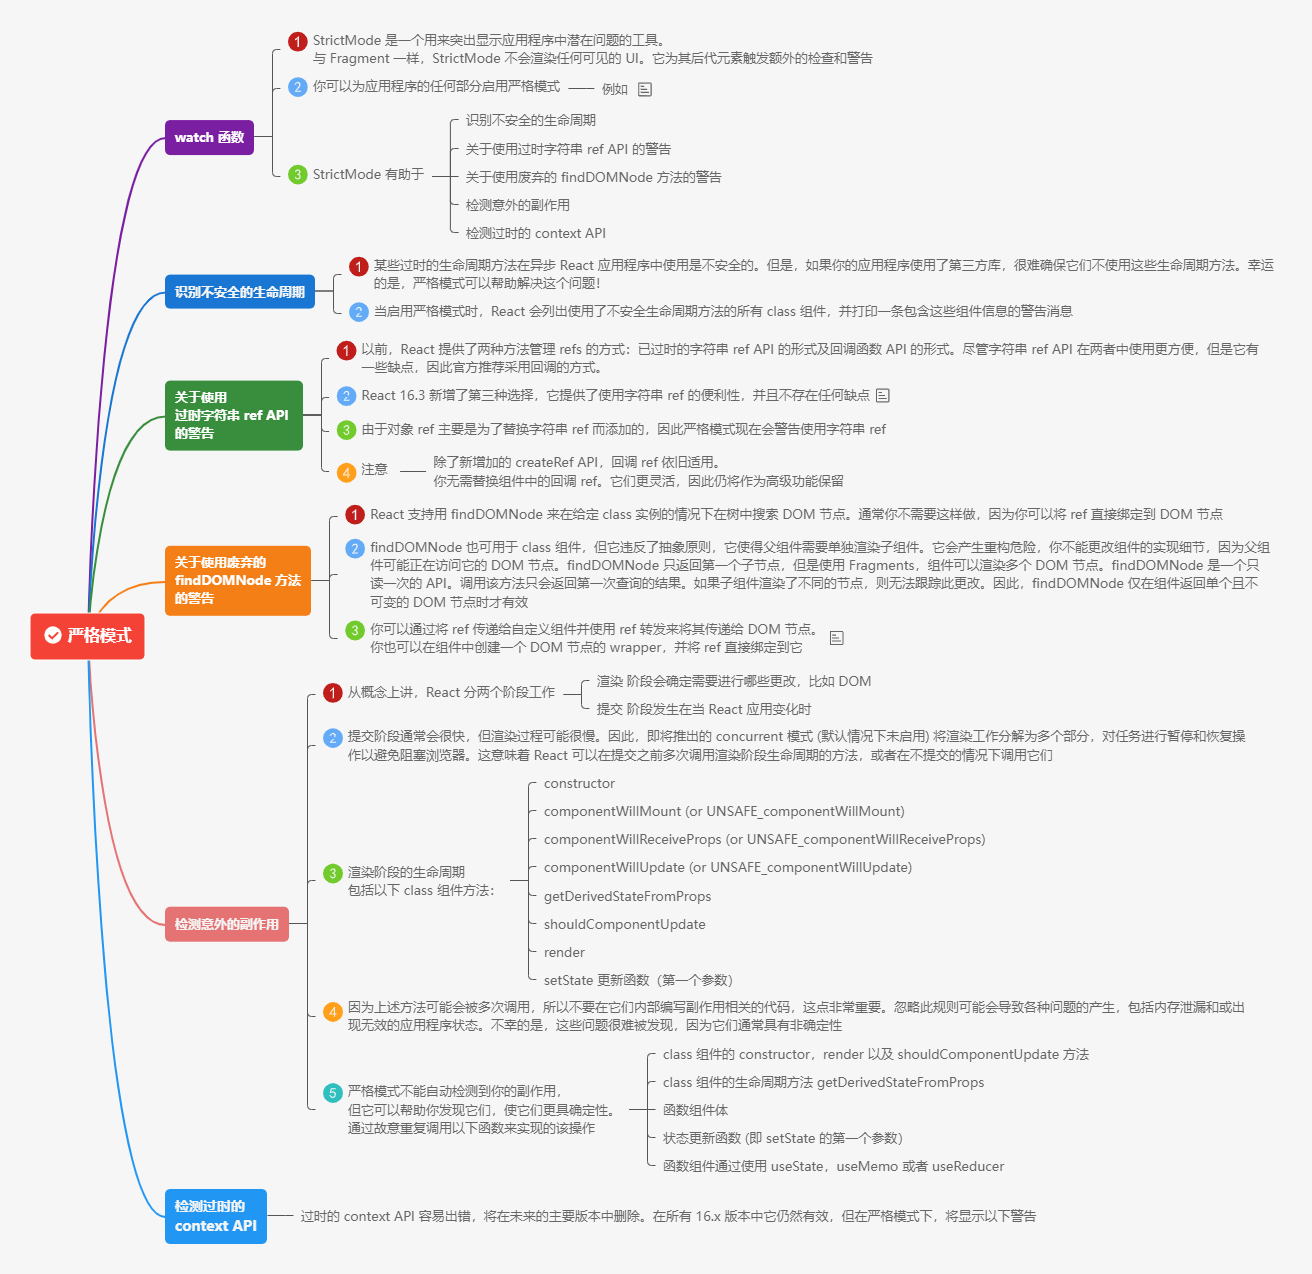 严格模式
watch 函数
StrictMode 是一个用来突出显示应用程序中潜在问题的工具。
与 Fragment 一样，StrictMode 不会渲染任何可见的 UI。它为其后代元素触发额外的检查和警告
你可以为应用程序的任何部分启用严格模式
例如
StrictMode 有助于
识别不安全的生命周期
关于使用过时字符串 ref API 的警告
关于使用废弃的 findDOMNode 方法的警告
检测意外的副作用
检测过时的 context API
识别不安全的生命周期
某些过时的生命周期方法在异步 React 应用程序中使用是不安全的。但是，如果你的应用程序使用了第三方库，很难确保它们不使用这些生命周期方法。幸运
的是，严格模式可以帮助解决这个问题！
当启用严格模式时，React 会列出使用了不安全生命周期方法的所有 class 组件，并打印一条包含这些组件信息的警告消息
关于使用
过时字符串 ref API
的警告
以前，React 提供了两种方法管理 refs 的方式：已过时的字符串 ref API 的形式及回调函数 API 的形式。尽管字符串 ref API 在两者中使用更方便，但是它有
一些缺点，因此官方推荐采用回调的方式。
React 16.3 新增了第三种选择，它提供了使用字符串 ref 的便利性，并且不存在任何缺点
由于对象 ref 主要是为了替换字符串 ref 而添加的，因此严格模式现在会警告使用字符串 ref
注意
除了新增加的 createRef API，回调 ref 依旧适用。
你无需替换组件中的回调 ref。它们更灵活，因此仍将作为高级功能保留
关于使用废弃的
findDOMNode 方法
的警告
React 支持用 findDOMNode 来在给定 class 实例的情况下在树中搜索 DOM 节点。通常你不需要这样做，因为你可以将 ref 直接绑定到 DOM 节点
findDOMNode 也可用于 class 组件，但它违反了抽象原则，它使得父组件需要单独渲染子组件。它会产生重构危险，你不能更改组件的实现细节，因为父组
件可能正在访问它的 DOM 节点。findDOMNode 只返回第一个子节点，但是使用 Fragments，组件可以渲染多个 DOM 节点。findDOMNode 是一个只
读一次的 API。调用该方法只会返回第一次查询的结果。如果子组件渲染了不同的节点，则无法跟踪此更改。因此，findDOMNode 仅在组件返回单个且不
可变的 DOM 节点时才有效
你可以通过将 ref 传递给自定义组件并使用 ref 转发来将其传递给 DOM 节点。
你也可以在组件中创建一个 DOM 节点的 wrapper，并将 ref 直接绑定到它
检测意外的副作用
从概念上讲，React 分两个阶段工作
渲染 阶段会确定需要进行哪些更改，比如 DOM
提交 阶段发生在当 React 应用变化时
提交阶段通常会很快，但渲染过程可能很慢。因此，即将推出的 concurrent 模式 (默认情况下未启用) 将渲染工作分解为多个部分，对任务进行暂停和恢复操
作以避免阻塞浏览器。这意味着 React 可以在提交之前多次调用渲染阶段生命周期的方法，或者在不提交的情况下调用它们
渲染阶段的生命周期
包括以下 class 组件方法：
constructor
componentWillMount (or UNSAFE_componentWillMount)
componentWillReceiveProps (or UNSAFE_componentWillReceiveProps)
componentWillUpdate (or UNSAFE_componentWillUpdate)
getDerivedStateFromProps
shouldComponentUpdate
render
setState 更新函数（第一个参数）
因为上述方法可能会被多次调用，所以不要在它们内部编写副作用相关的代码，这点非常重要。忽略此规则可能会导致各种问题的产生，包括内存泄漏和或出
现无效的应用程序状态。不幸的是，这些问题很难被发现，因为它们通常具有非确定性
严格模式不能自动检测到你的副作用，
但它可以帮助你发现它们，使它们更具确定性。
通过故意重复调用以下函数来实现的该操作
class 组件的 constructor，render 以及 shouldComponentUpdate 方法
class 组件的生命周期方法 getDerivedStateFromProps
函数组件体
状态更新函数 (即 setState 的第一个参数）
函数组件通过使用 useState，useMemo 或者 useReducer
检测过时的
context API
过时的 context API 容易出错，将在未来的主要版本中删除。在所有 16.x 版本中它仍然有效，但在严格模式下，将显示以下警告